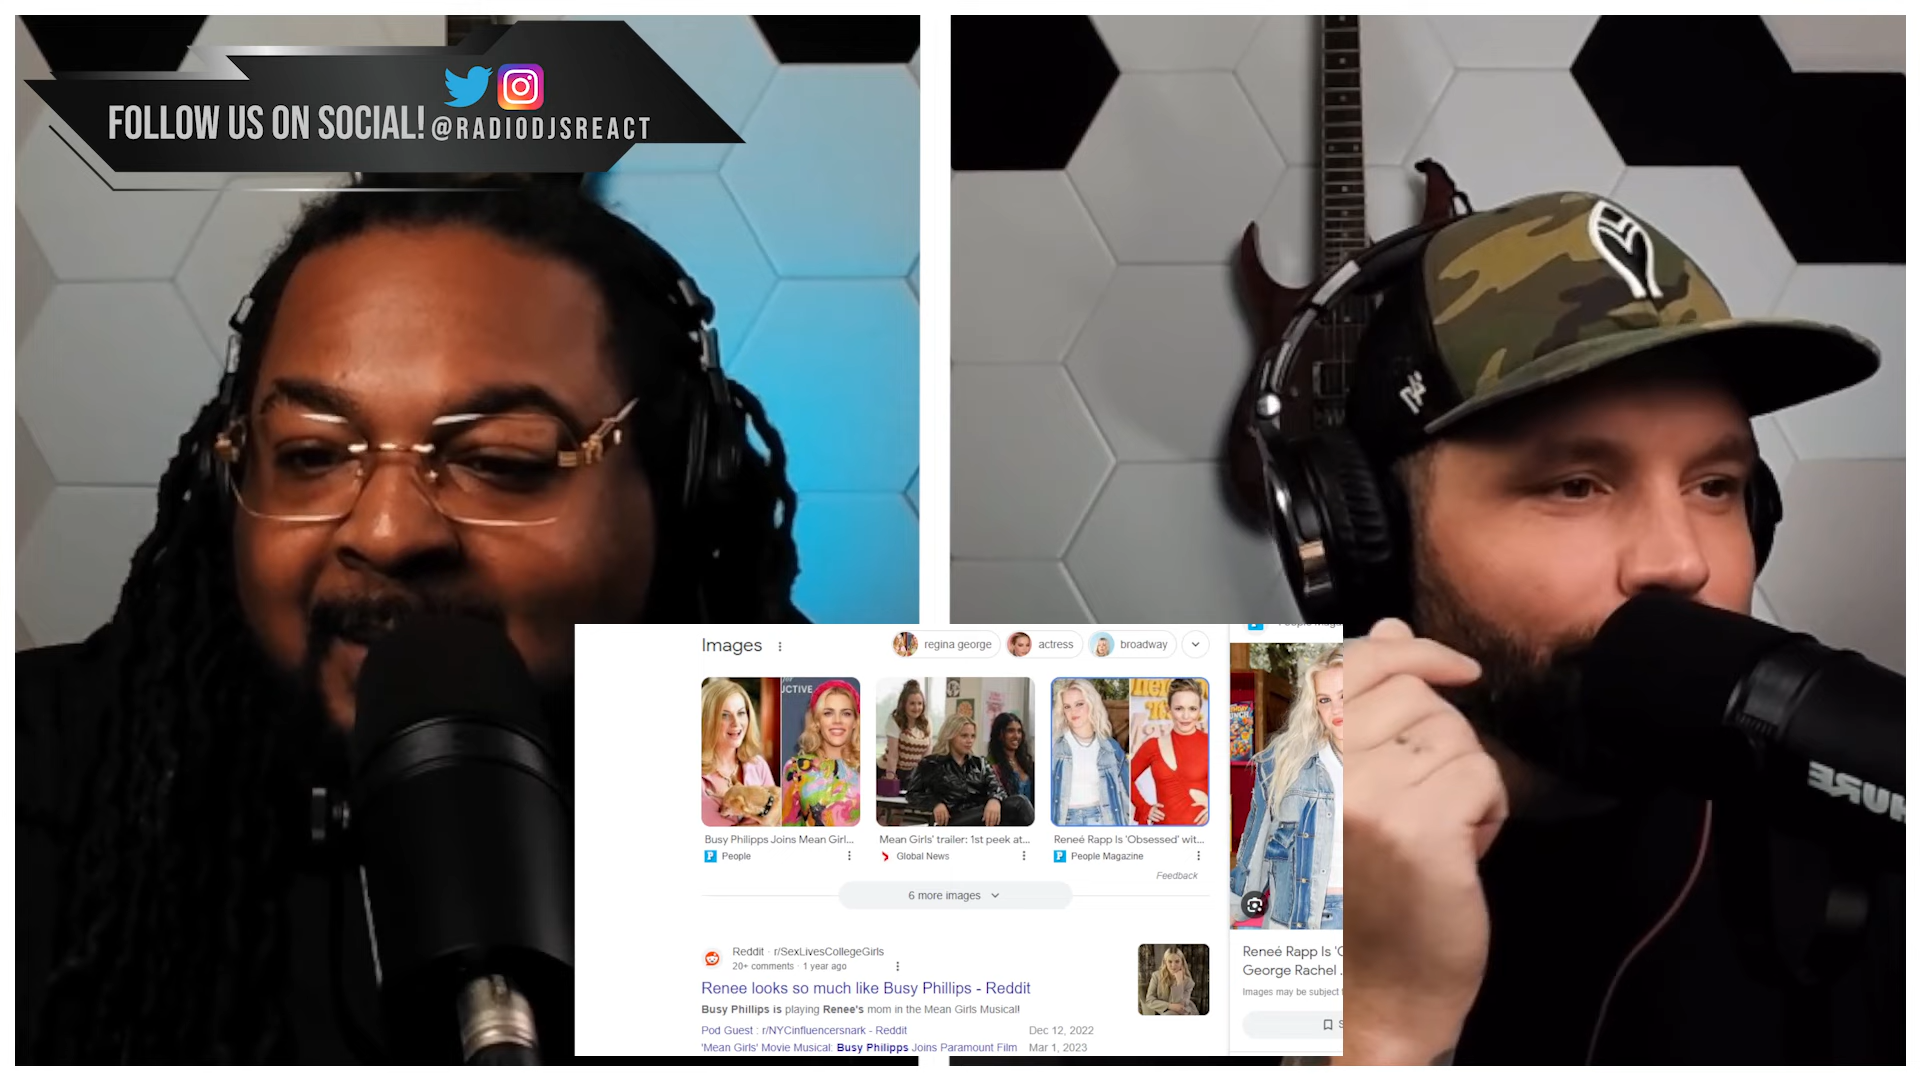 FOLLOW US ON SOCIAL! @RADIODJSREACT
Images
regina george
actress
broadway
UCTIVE
Busy Philipps Joins Mean Girl...
People
Mean Girls' trailer: 1st peek at...
Global News
Reneé Rapp Is 'Obsessed' wit...
People Magazine
Feedback
6 more images
Reddit · r/SexLivesCollegeGirls
20+ comments · 1 year ago
Renee looks so much like Busy Phillips - Reddit
Busy Phillips is playing Renee's mom in the Mean Girls Musical!
Pod Guest : r/NYCinfluencersnark - Reddit Dec 12, 2022
'Mean Girls' Movie Musical: Busy Philipps Joins Paramount Film Mar 1, 2023
Reneé Rapp Is 'O
George Rachel .
Images may be subject t
SHURE